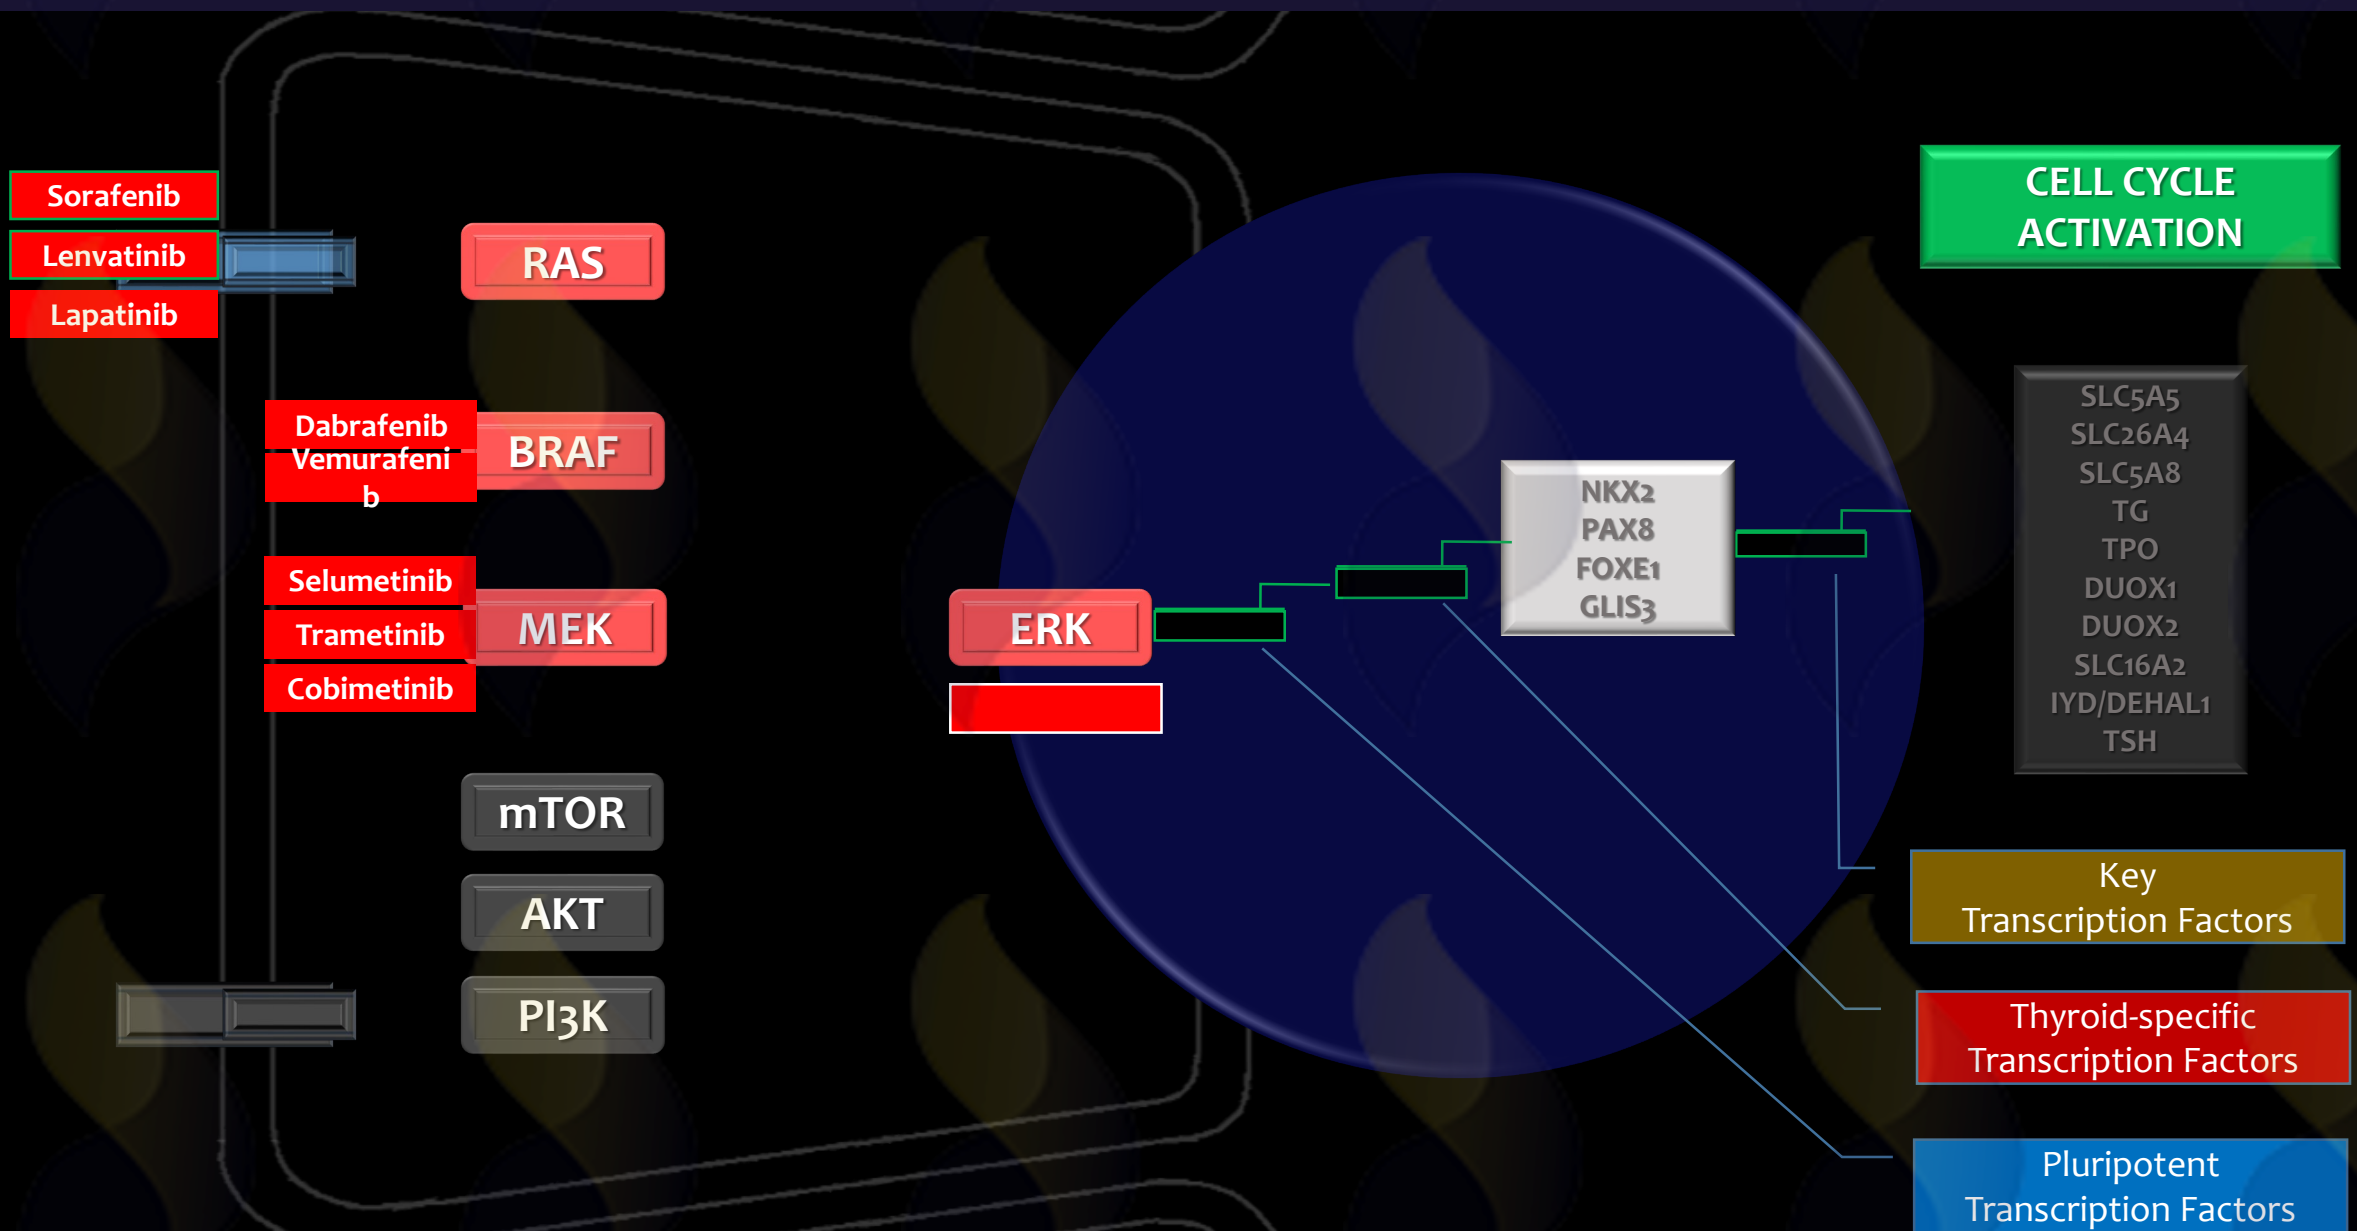 Sorafenib
Lenvatinib
Lapatinib
RAS
Dabrafenib
Vemurafeni
b
BRAF
Selumetinib
Trametinib
Cobimetinib
MEK
ERK
mTOR
AKT
PI3K
NKX2
PAX8
FOXE1
GLIS3
CELL CYCLE
ACTIVATION
SLC5A5
SLC26A4
SLC5A8
TG
TPO
DUOX1
DUOX2
SLC16A2
IYD/DEHAL1
TSH
Key
Transcription Factors
Thyroid-specific
Transcription Factors
Pluripotent
Transcription Factors